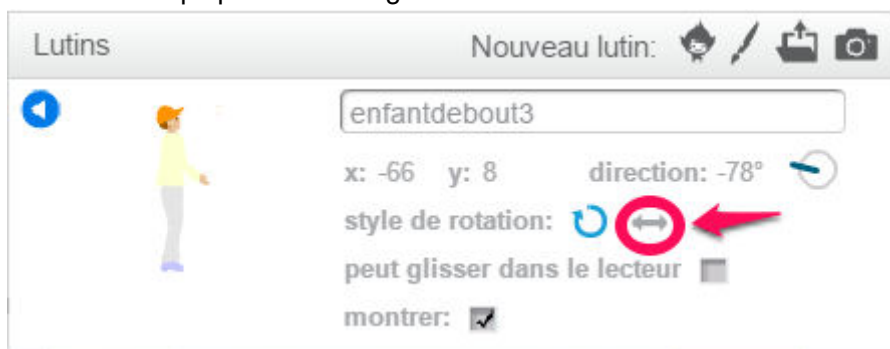 Lutins Nouveau lutin:
enfantdebout3
x: -66 y: 8 direction: -78°
style de rotation:
peut glisser dans le lecteur
montrer: